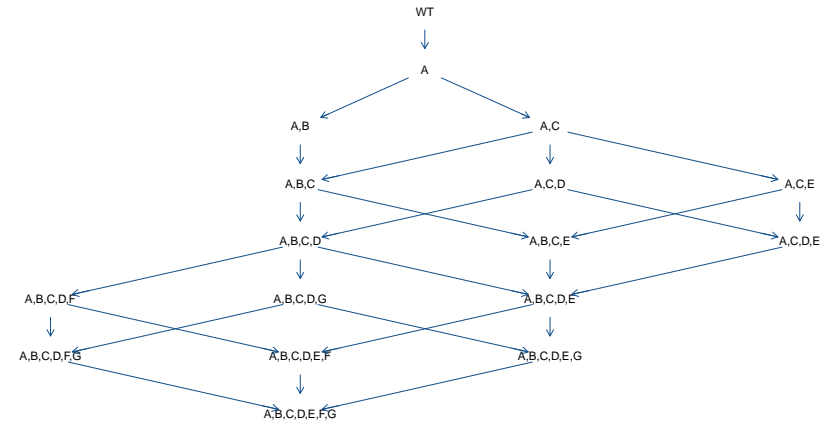 WT
A
A,B
A,C
A,B,C
A,C,D
A,C,E
A,B,C,D
A,B,C,E
A,C,D,E
A,B,C,D,F
A,B,C,D,G
A,B,C,D,E
A,B,C,D,F,G
A,B,C,D,E,F
A,B,C,D,E,G
A,B,C,D,E,F,G